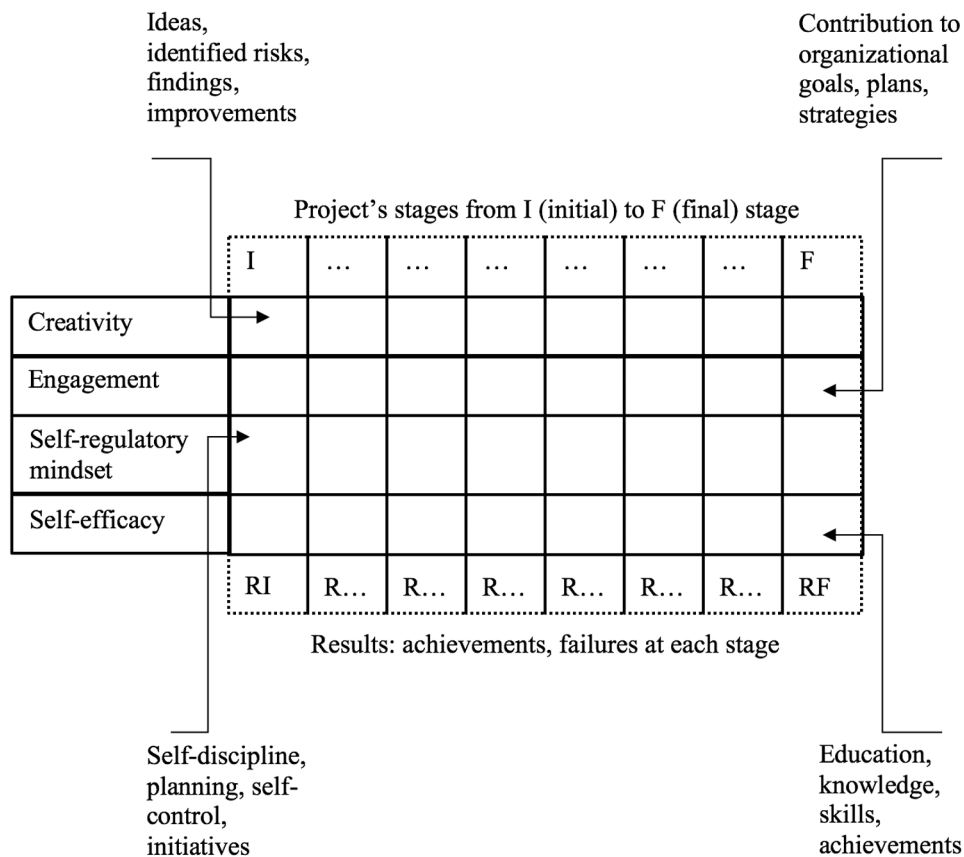 Ideas,
identified risks,
findings,
improvements
Contribution to
organizational
goals, plans,
strategies
Project’s stages from I (initial) to F (final) stage
I … … … … … … F
Creativity
Engagement
Self-regulatory
mindset
Self-efficacy
RI R… R… R… R… R… R… RF
Results: achievements, failures at each stage
Self-discipline,
planning, self-
control,
initiatives
Education,
knowledge,
skills,
achievements